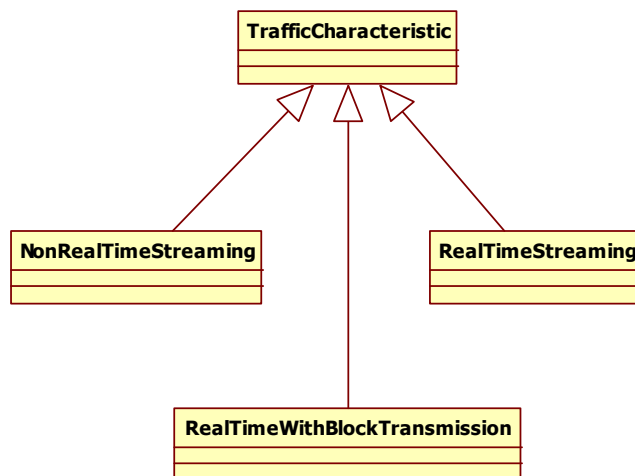 TrafficCharacteristic
NonRealTimeStreaming
RealTimeStreaming
RealTimeWithBlockTransmission